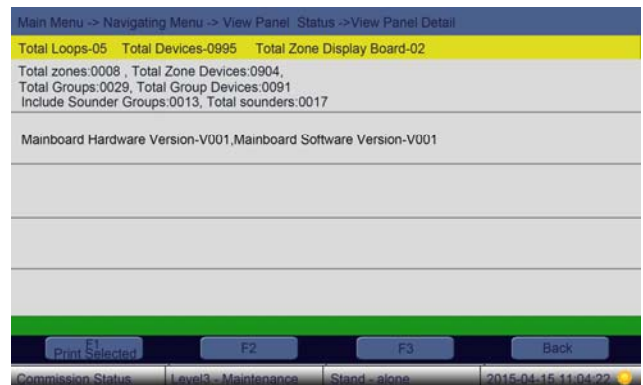 Main Menu -> Navigating Menu -> View Panel Status ->View Panel Detail
Total Loops-05 Total Devices-0995 Total Zone Display Board-02
Total zones:0008 , Total Zone Devices:0904,
Total Groups:0029, Total Group Devices:0091
Include Sounder Groups:0013, Total sounders:0017
Mainboard Hardware Version-V001,Mainboard Software Version-V001
F1
Print Selected
F2
F3
Back
Commission Status
Level3 - Maintenance
Stand - alone
2015-04-15 11:04:22